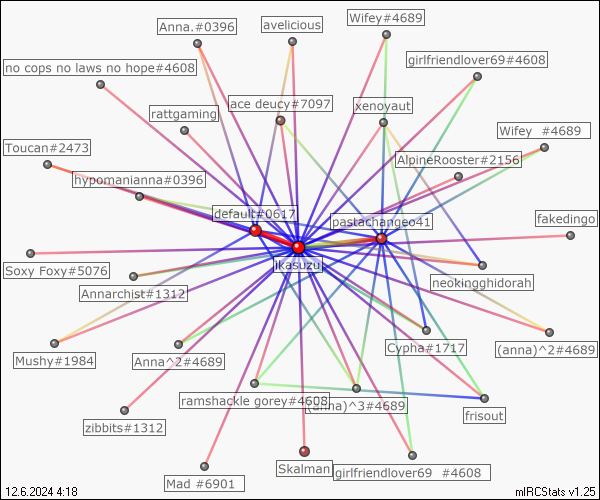 Anna.#0396
avelicious
Wifey#4689
girlfriendlover69#4608
no cops no laws no hope#4608
rattgaming
ace deucy#7097
xenoyaut
Wifey  #4689
Toucan#2473
AlpineRooster#2156
hypomanianna#0396
default#0617
pastachangeo41
fakedingo
ikasuzu
Soxy Foxy#5076
neokingghidorah
Annarchist#1312
Mushy#1984
Anna^2#4689
Cypha#1717
(anna)^2#4689
ramshackle gorey#4608
(anna)^3#4689
frisout
zibbits#1312
Skalman
girlfriendlover69  #4608
Mad #6901
12.6.2024 4:18
mIRCStats v1.25